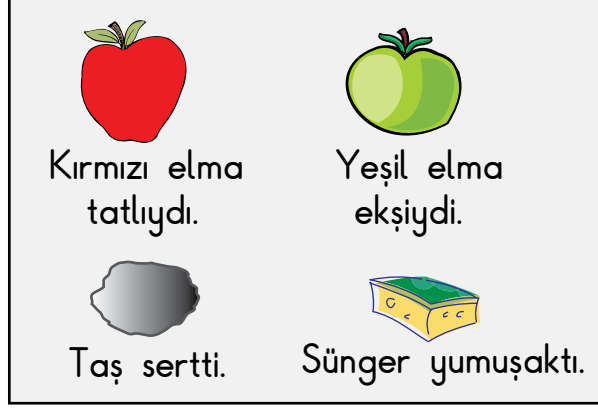 Kırmızı elma
tatlıydı.
Yeşil elma
ekşiydi.
Taş sertti.
Sünger yumuşaktı.